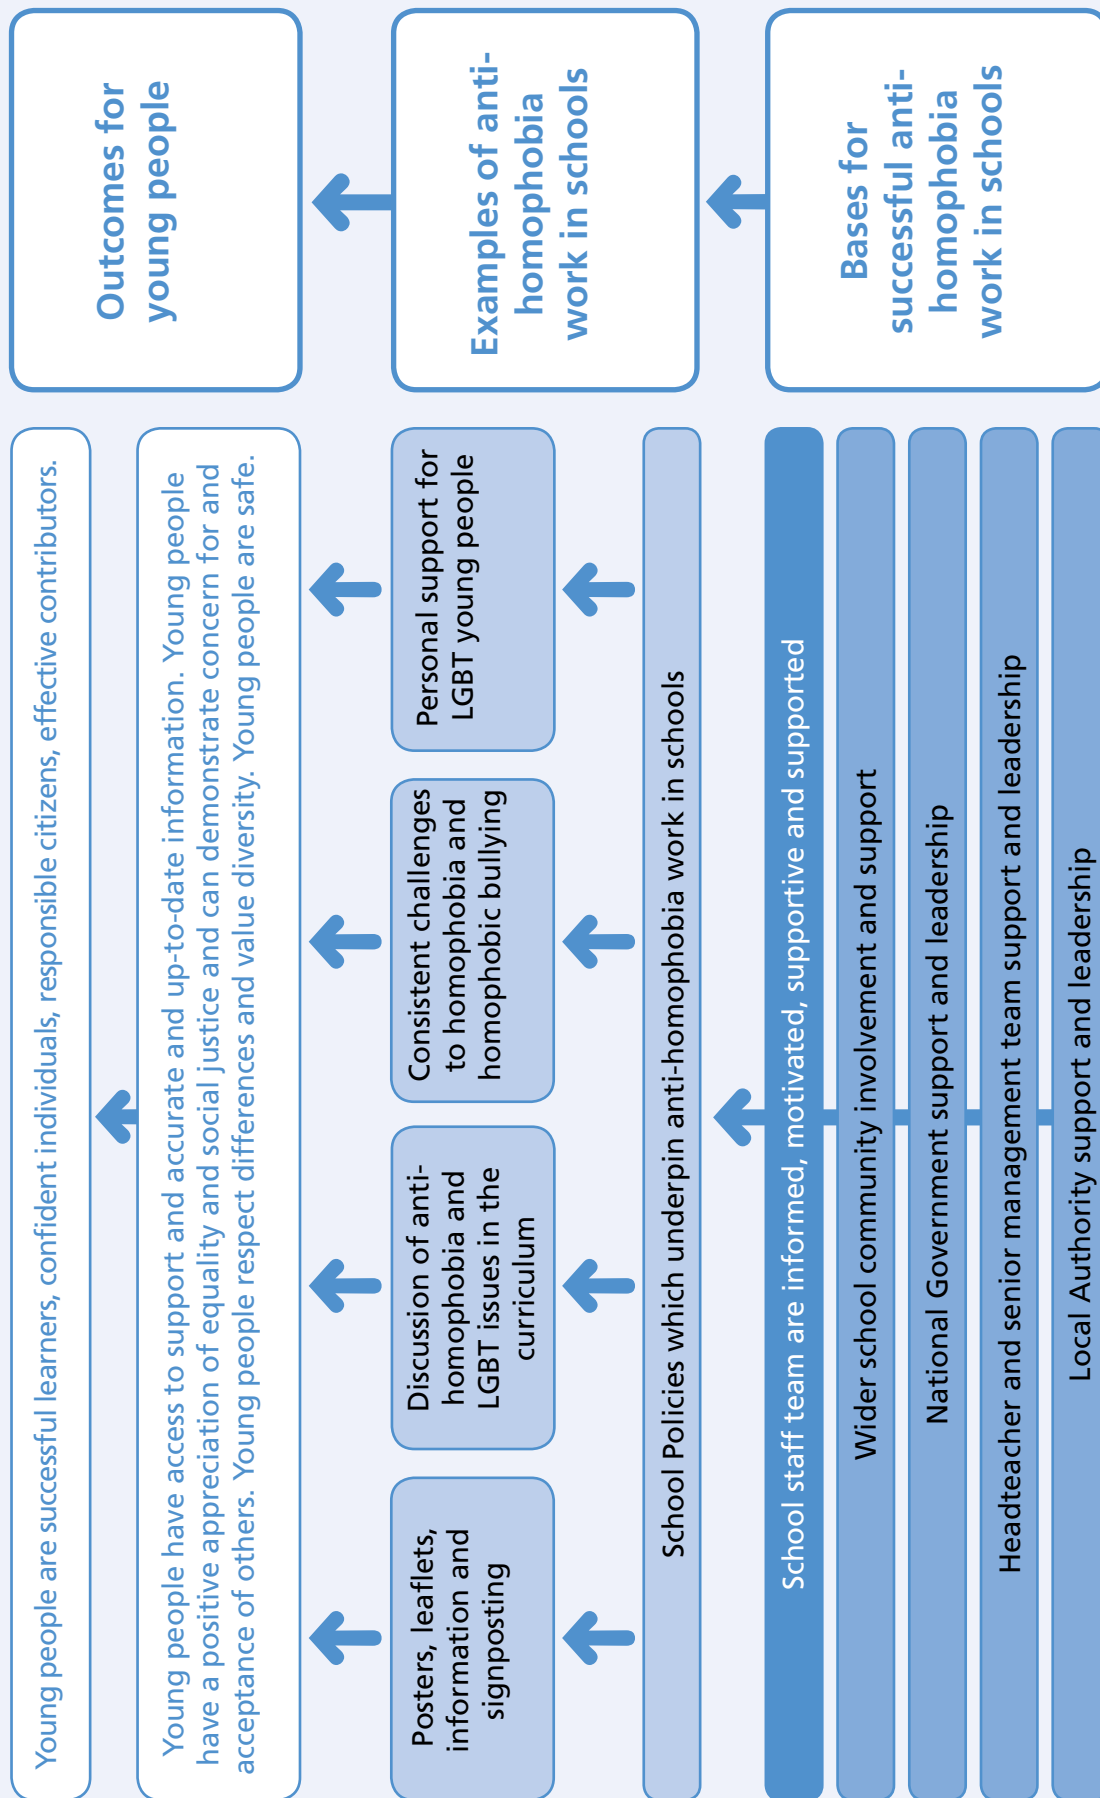 Young people are successful learners, confident individuals, responsible citizens, effective contributors.
Young people have access to support and accurate and up-to-date information. Young people
have a positive appreciation of equality and social justice and can demonstrate concern for and
acceptance of others. Young people respect differences and value diversity. Young people are safe.
Outcomes for
young people
Posters, leaflets,
information and
signposting
Discussion of anti-
homophobia and
LGBT issues in the
curriculum
Consistent challenges
to homophobia and
homophobic bullying
Personal support for
LGBT young people
School Policies which underpin anti-homophobia work in schools
Examples of anti-
homophobia
work in schools
School staff team are informed, motivated, supportive and supported
Wider school community involvement and support
National Government support and leadership
Headteacher and senior management team support and leadership
Local Authority support and leadership
Bases for
successful anti-
homophobia
work in schools